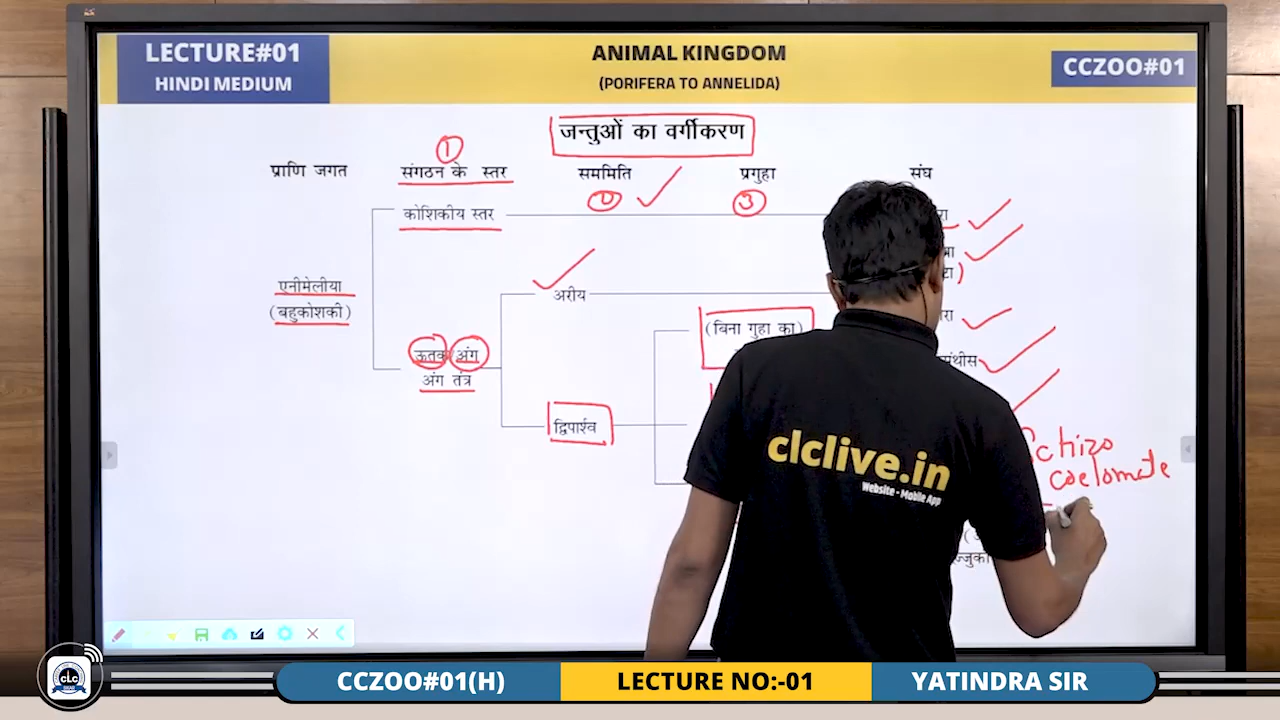 LECTURE#01
HINDI MEDIUM
ANIMAL KINGDOM
(PORIFERA TO ANNELIDA)
CCZOO#01
जन्तुओं का वर्गीकरण
1
प्राणि जगत संगठन के स्तर सममिति प्रगुहा संघ
2 3
कोशिकीय स्तर
एनीमेलीया
(बहुकोशकी)
अरीय
(बिना गुहा का)
ऊतक अंग
अंग तंत्र
द्विपार्श्व
Schizo
coelomate
clclive.in
Website - Mobile App
CLC
SIKAR
CCZOO#01(H)
LECTURE NO:-01
YATINDRA SIR